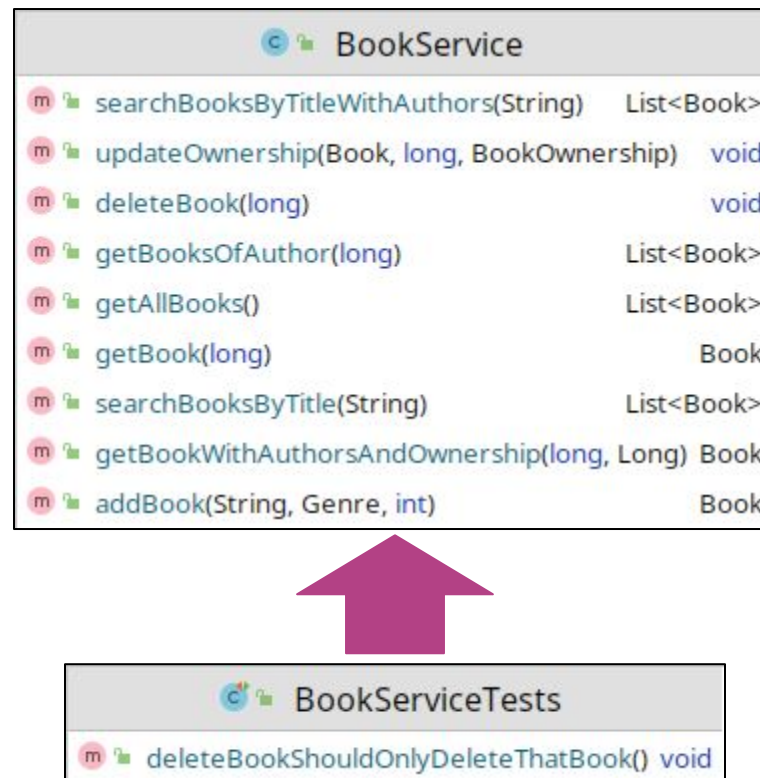 BookService
searchBooksByTitleWithAuthors(String) List<Book>
updateOwnership(Book, long, BookOwnership) void
deleteBook(long) void
getBooksOfAuthor(long) List<Book>
getAllBooks() List<Book>
getBook(long) Book
searchBooksByTitle(String) List<Book>
getBookWithAuthorsAndOwnership(long, Long) Book
addBook(String, Genre, int) Book
BookServiceTests
deleteBookShouldOnlyDeleteThatBook() void